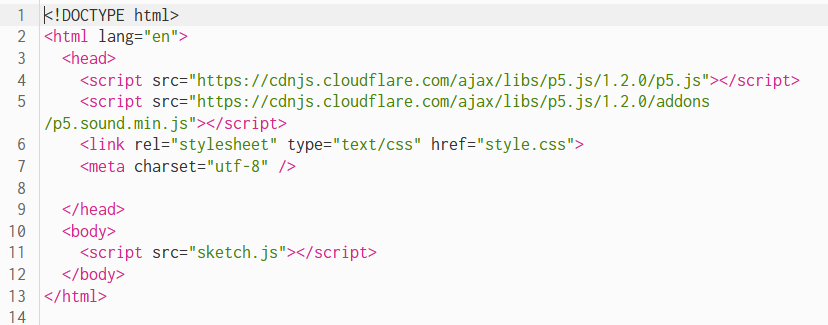 1 <!DOCTYPE html>
2 <html lang="en">
3   <head>
4     <script src="https://cdnjs.cloudflare.com/ajax/libs/p5.js/1.2.0/p5.js"></script>
5     <script src="https://cdnjs.cloudflare.com/ajax/libs/p5.js/1.2.0/addons
/p5.sound.min.js"></script>
6     <link rel="stylesheet" type="text/css" href="style.css">
7     <meta charset="utf-8" />
8
9   </head>
10   <body>
11     <script src="sketch.js"></script>
12   </body>
13 </html>
14